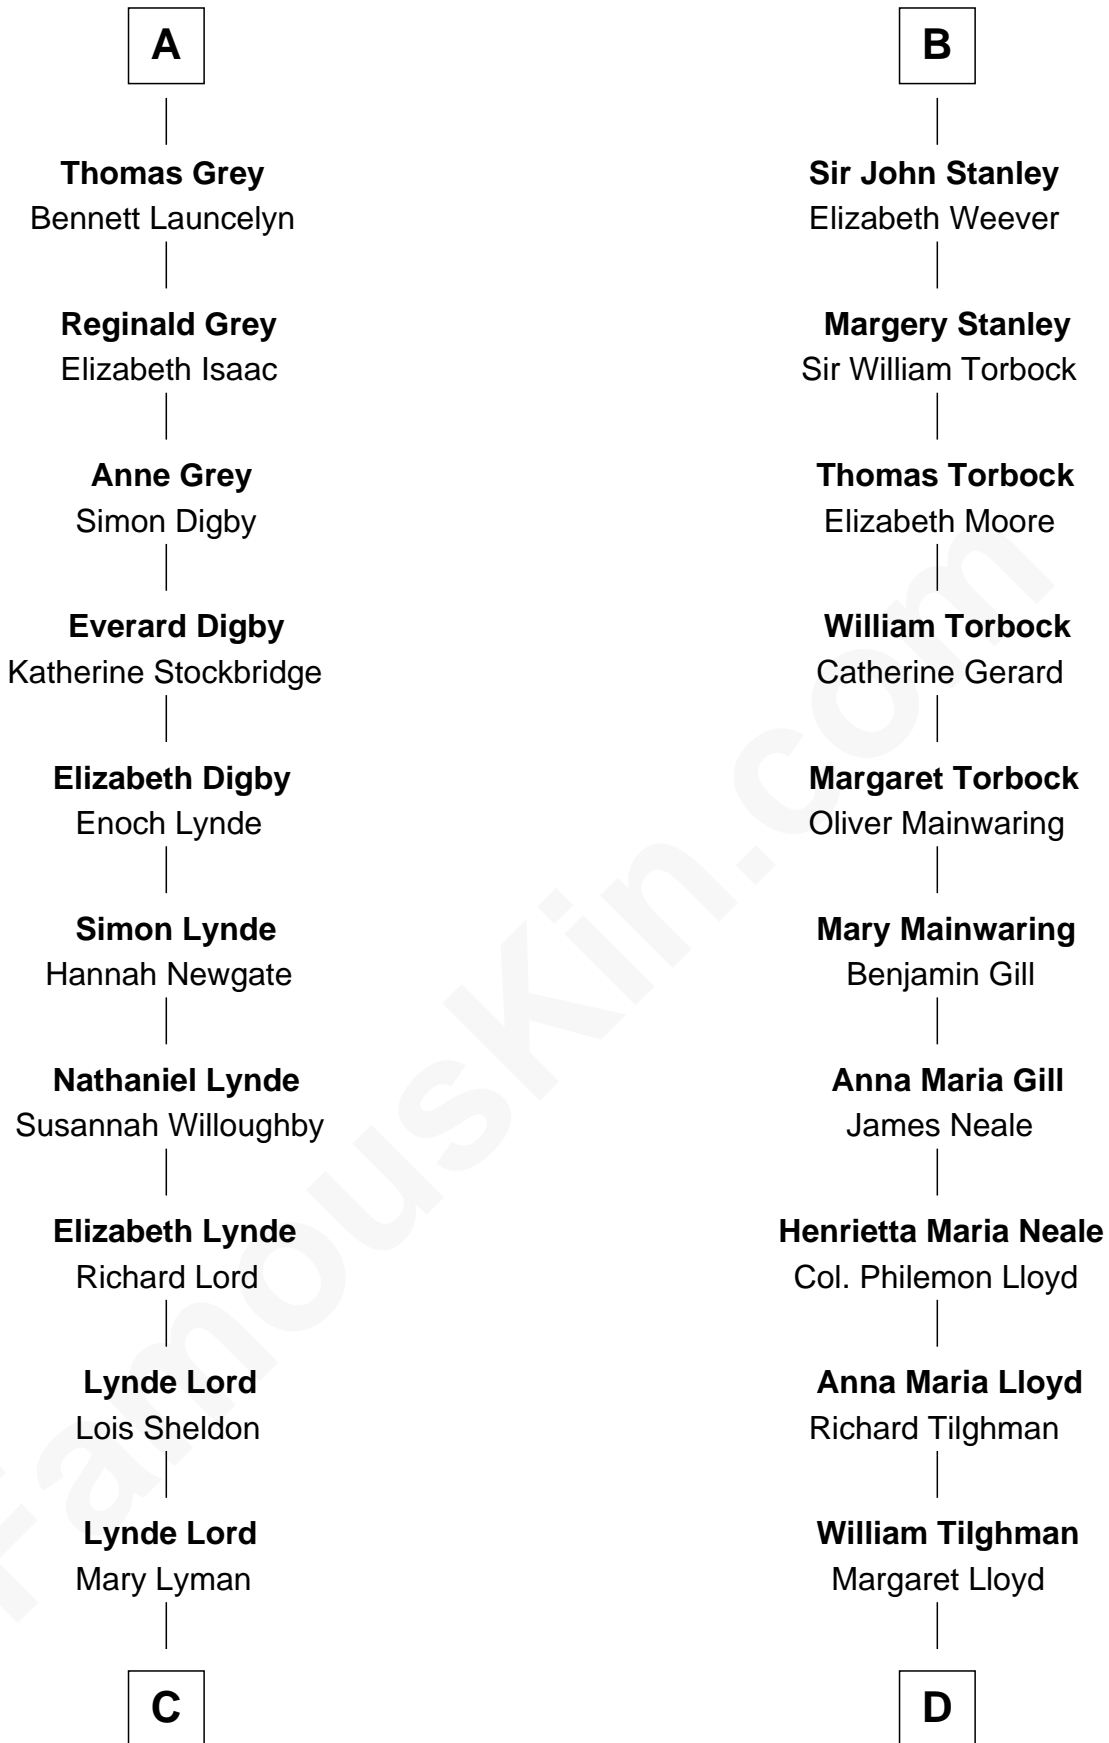 A
Thomas Grey
Bennett Launcelyn
Reginald Grey
Elizabeth Isaac
Anne Grey
Simon Digby
Everard Digby
Katherine Stockbridge
Elizabeth Digby
Enoch Lynde
Simon Lynde
Hannah Newgate
Nathaniel Lynde
Susannah Willoughby
Elizabeth Lynde
Richard Lord
Lynde Lord
Lois Sheldon
Lynde Lord
Mary Lyman
C
B
Sir John Stanley
Elizabeth Weever
Margery Stanley
Sir William Torbock
Thomas Torbock
Elizabeth Moore
William Torbock
Catherine Gerard
Margaret Torbock
Oliver Mainwaring
Mary Mainwaring
Benjamin Gill
Anna Maria Gill
James Neale
Henrietta Maria Neale
Col. Philemon Lloyd
Anna Maria Lloyd
Richard Tilghman
William Tilghman
Margaret Lloyd
D
FamousKin.com